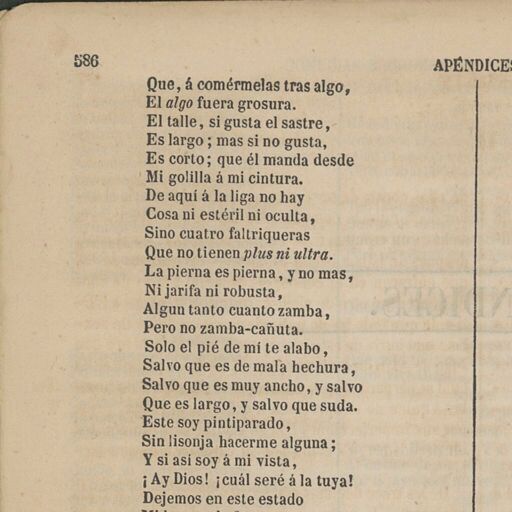 586
APÉNDICES
Que, á comérmelas tras algo,
El algo fuera grosura.
El talle, si gusta el sastre,
Es largo; mas si no gusta,
Es corto; que él manda desde
Mi golilla á mi cintura.
De aquí á la liga no hay
Cosa ni estéril ni oculta,
Sino cuatro faltriqueras
Que no tienen plus ni ultra.
La pierna es pierna, y no mas,
Ni jarifa ni robusta,
Algun tanto cuanto zamba,
Pero no zamba-cañuta.
Solo el pié de mí te alabo,
Salvo que es de mala hechura,
Salvo que es muy ancho, y salvo
Que es largo, y salvo que suda.
Este soy pintiparado,
Sin lisonja hacerme alguna;
Y si así soy á mi vista,
¡Ay Dios! ¡cuál seré á la tuya!
Dejemos en este estado